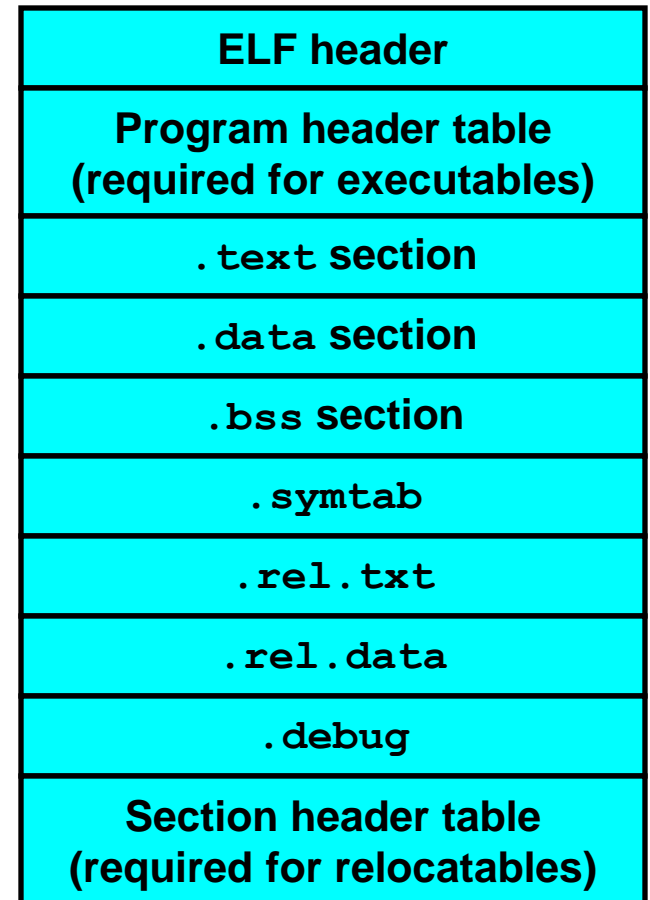 ELF header
Program header table
(required for executables)
.text section
.data section
.bss section
.symtab
.rel.txt
.rel.data
.debug
Section header table
(required for relocatables)